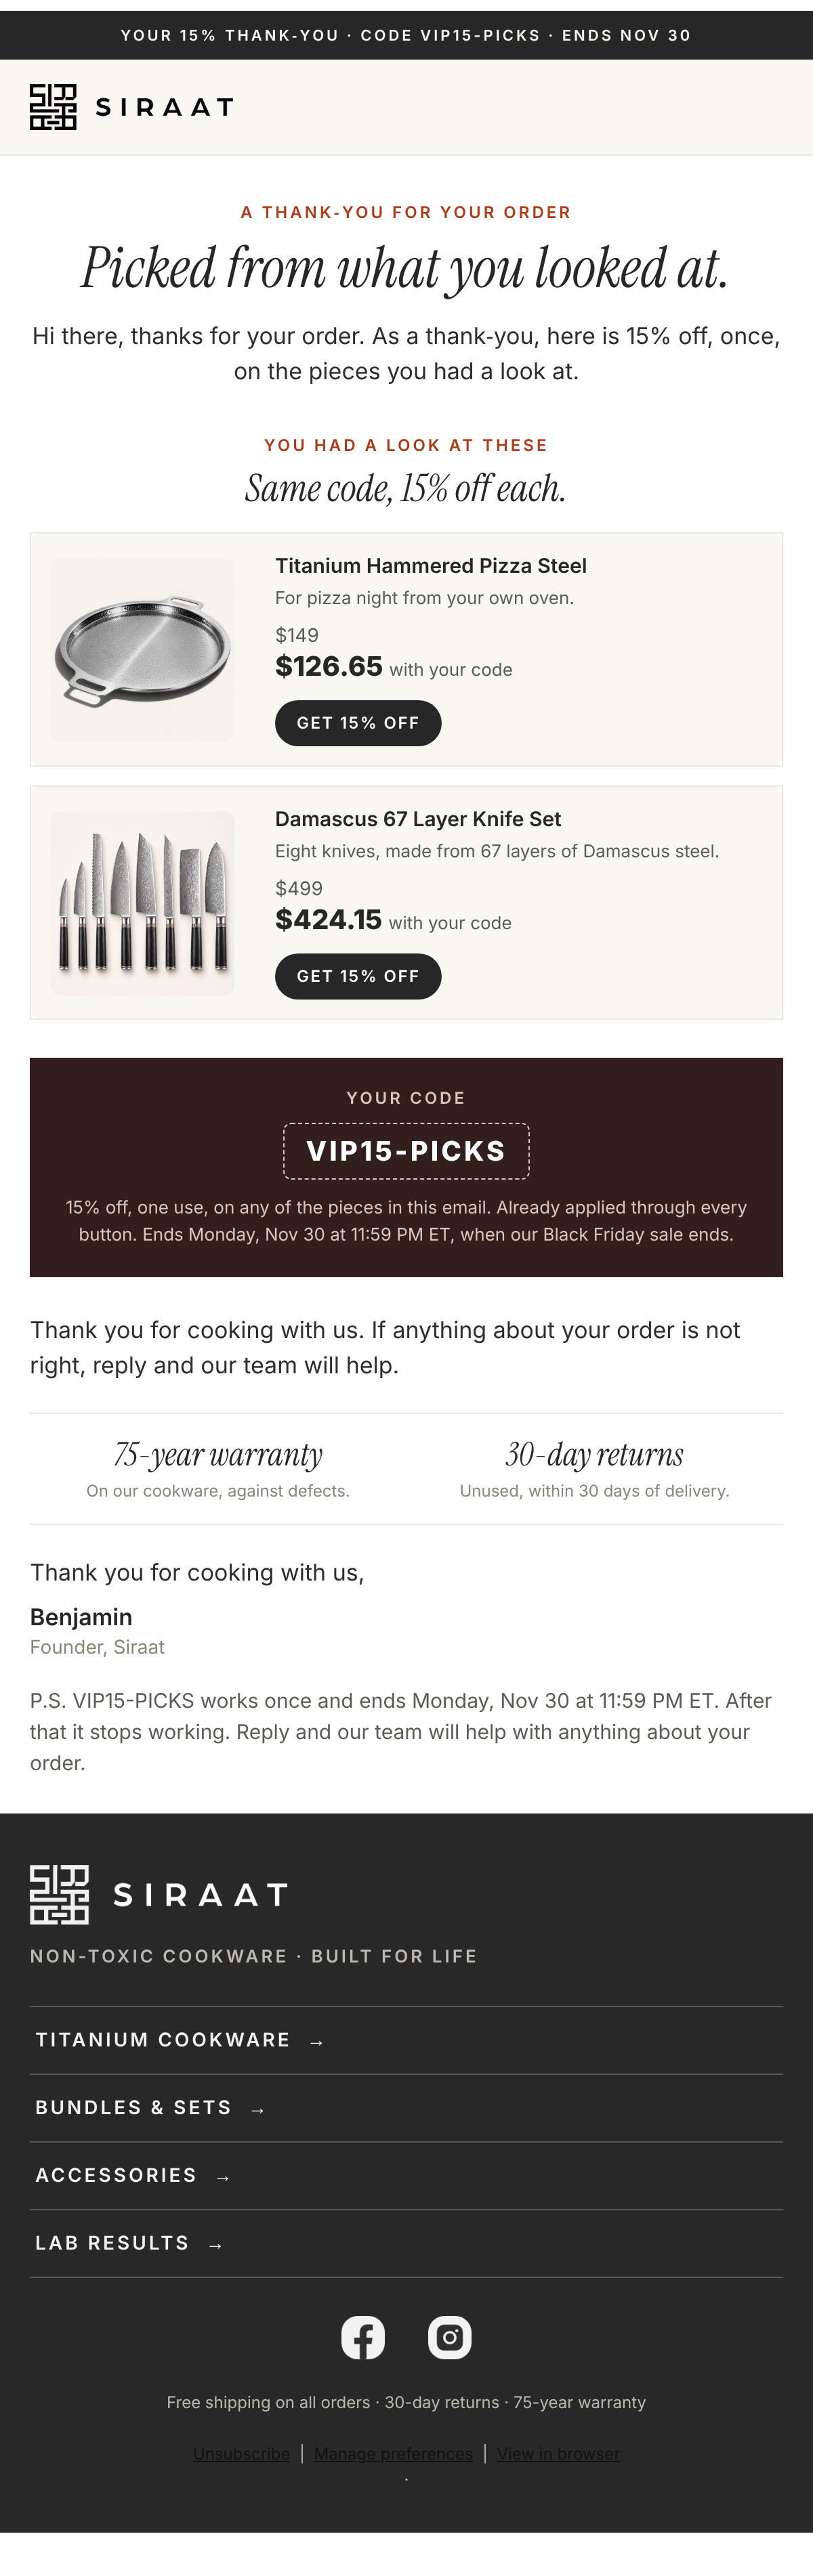 YOUR 15% THANK-YOU · CODE VIP15-PICKS · ENDS NOV 30
SIRAAT
A THANK-YOU FOR YOUR ORDER
Picked from what you looked at.
Hi there, thanks for your order. As a thank-you, here is 15% off, once,
on the pieces you had a look at.
YOU HAD A LOOK AT THESE
Same code, 15% off each.
Titanium Hammered Pizza Steel
For pizza night from your own oven.
$149
$126.65 with your code
GET 15% OFF
Damascus 67 Layer Knife Set
Eight knives, made from 67 layers of Damascus steel.
$499
$424.15 with your code
GET 15% OFF
YOUR CODE
VIP15-PICKS
15% off, one use, on any of the pieces in this email. Already applied through every
button. Ends Monday, Nov 30 at 11:59 PM ET, when our Black Friday sale ends.
Thank you for cooking with us. If anything about your order is not
right, reply and our team will help.
75-year warranty
On our cookware, against defects.
30-day returns
Unused, within 30 days of delivery.
Thank you for cooking with us,
Benjamin
Founder, Siraat
P.S. VIP15-PICKS works once and ends Monday, Nov 30 at 11:59 PM ET. After
that it stops working. Reply and our team will help with anything about your
order.
SIRAAT
NON-TOXIC COOKWARE · BUILT FOR LIFE
TITANIUM COOKWARE →
BUNDLES & SETS →
ACCESSORIES →
LAB RESULTS →
Free shipping on all orders · 30-day returns · 75-year warranty
Unsubscribe | Manage preferences | View in browser
·